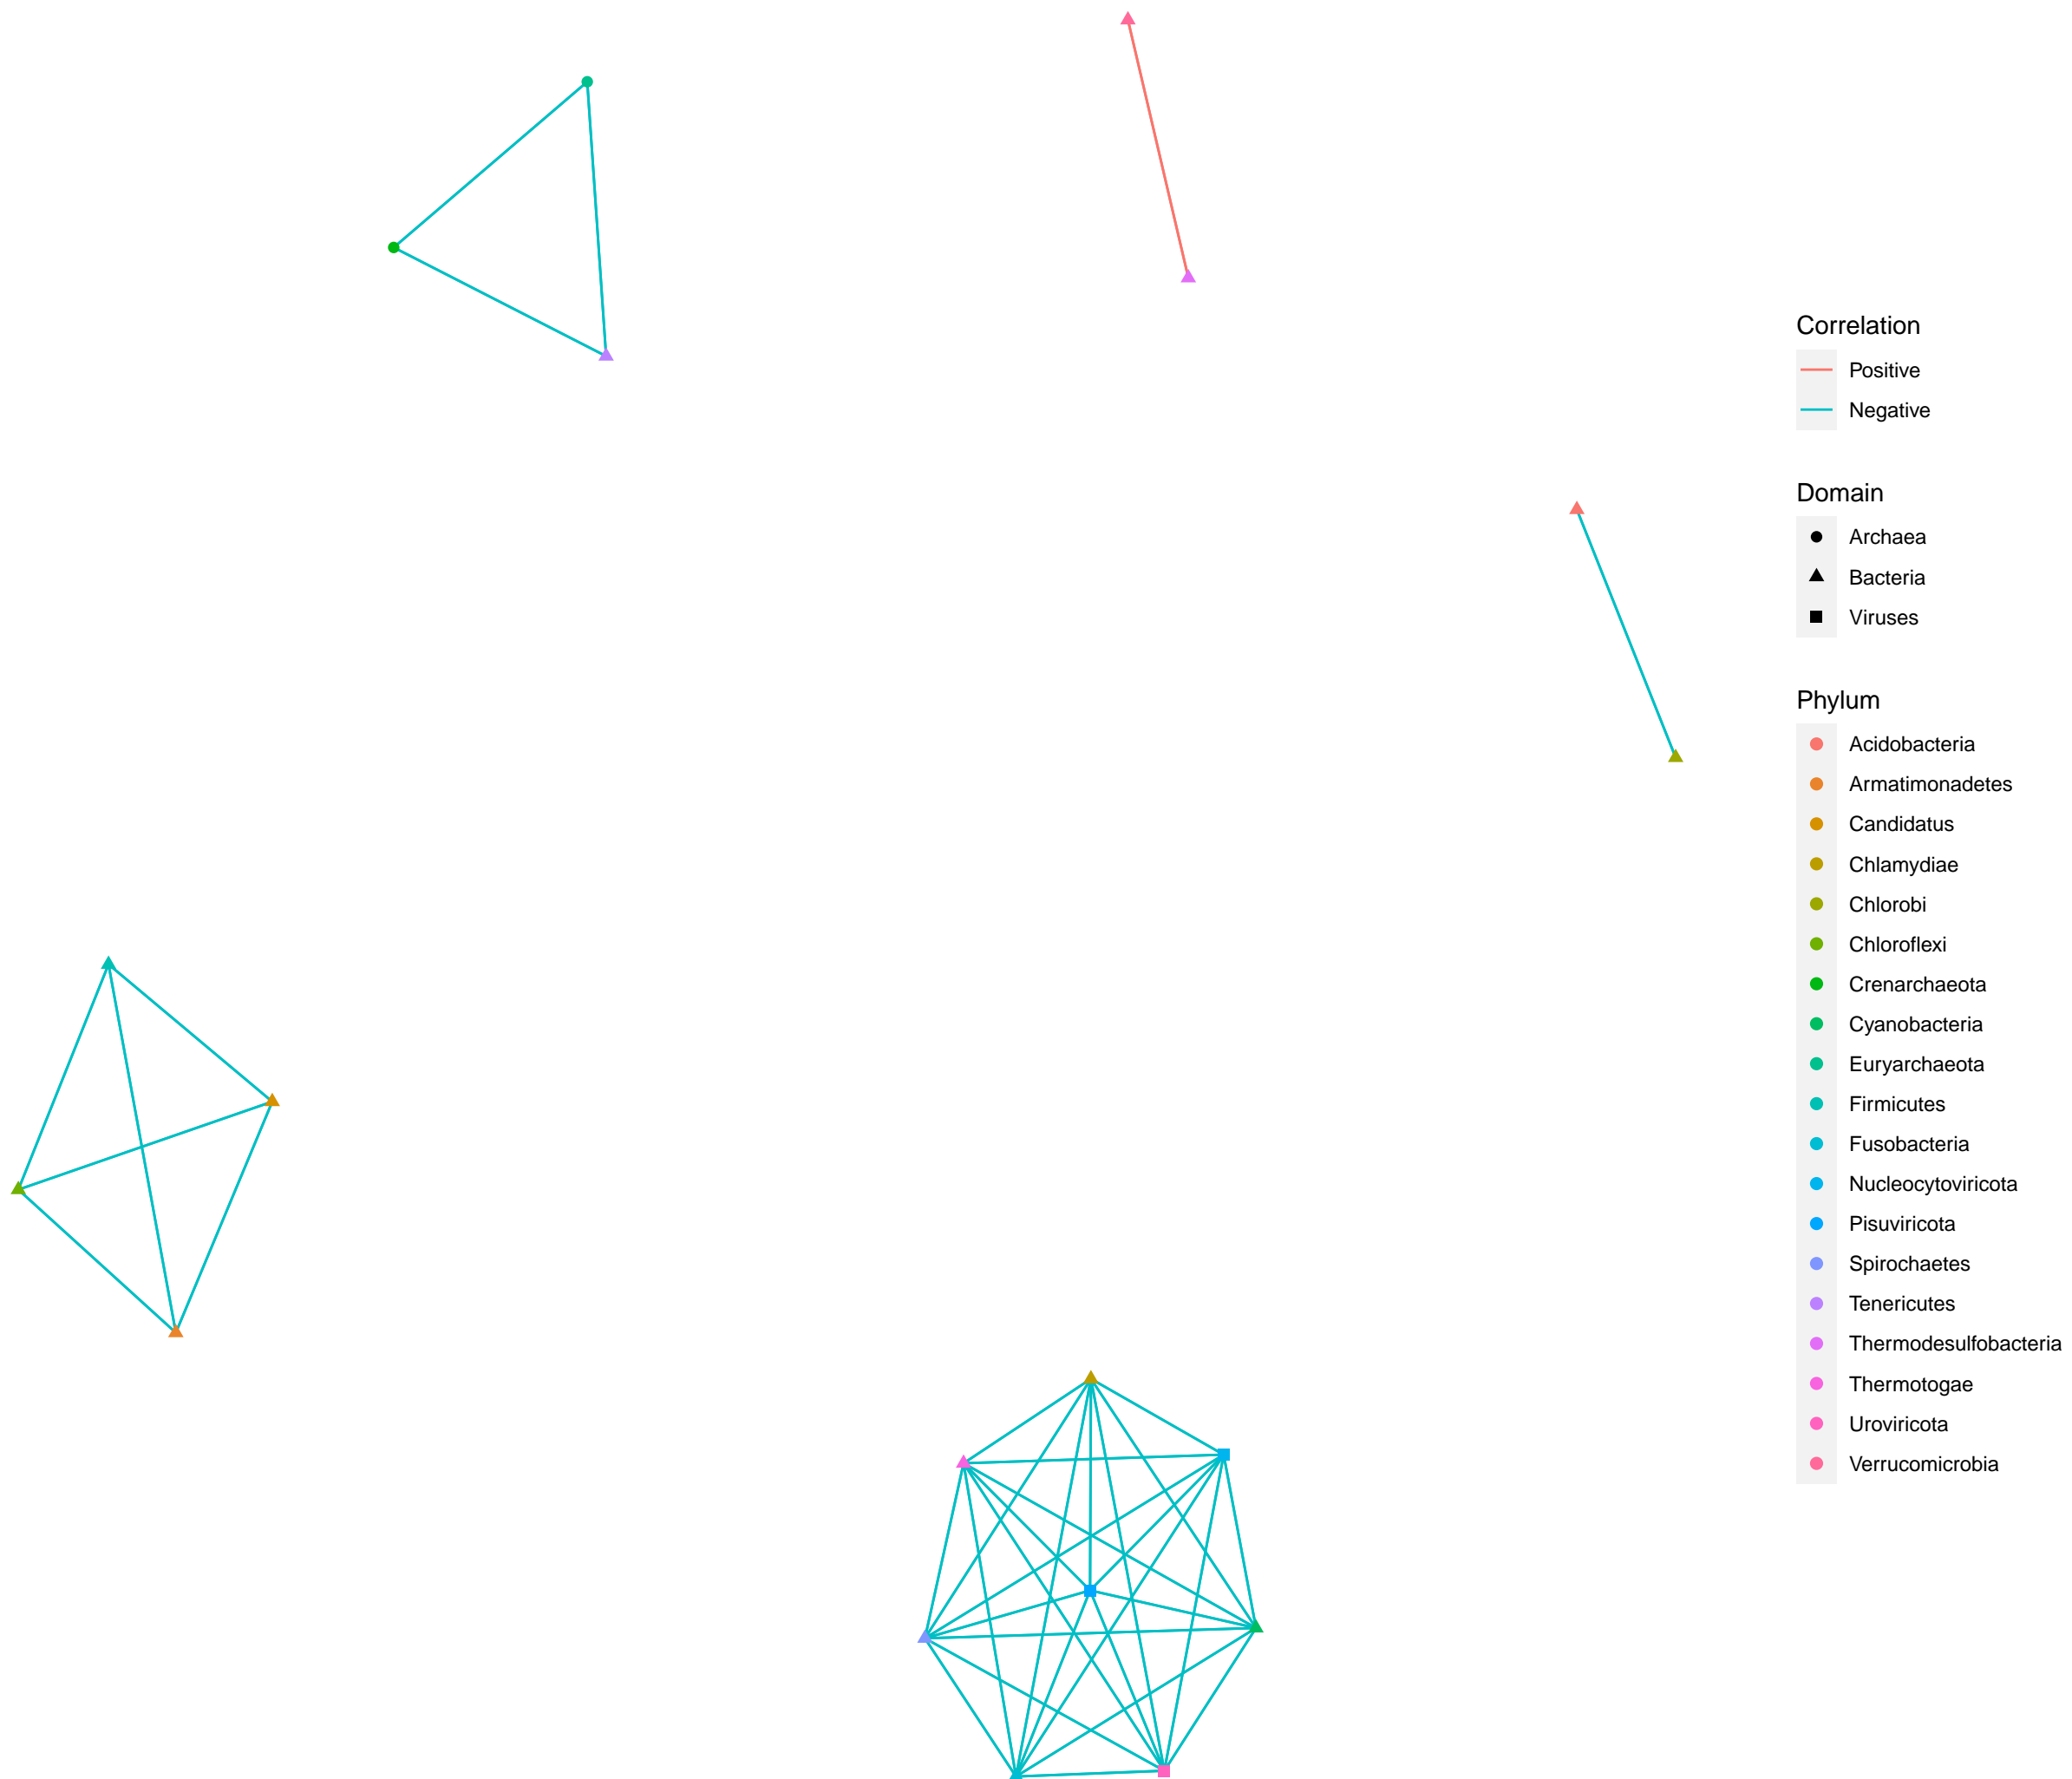 Correlation
Positive
Negative
Domain
Archaea
Bacteria
Viruses
Phylum
Acidobacteria
Armatimonadetes
Candidatus
Chlamydiae
Chlorobi
Chloroflexi
Crenarchaeota
Cyanobacteria
Euryarchaeota
Firmicutes
Fusobacteria
Nucleocytoviricota
Pisuviricota
Spirochaetes
Tenericutes
Thermodesulfobacteria
Thermotogae
Uroviricota
Verrucomicrobia